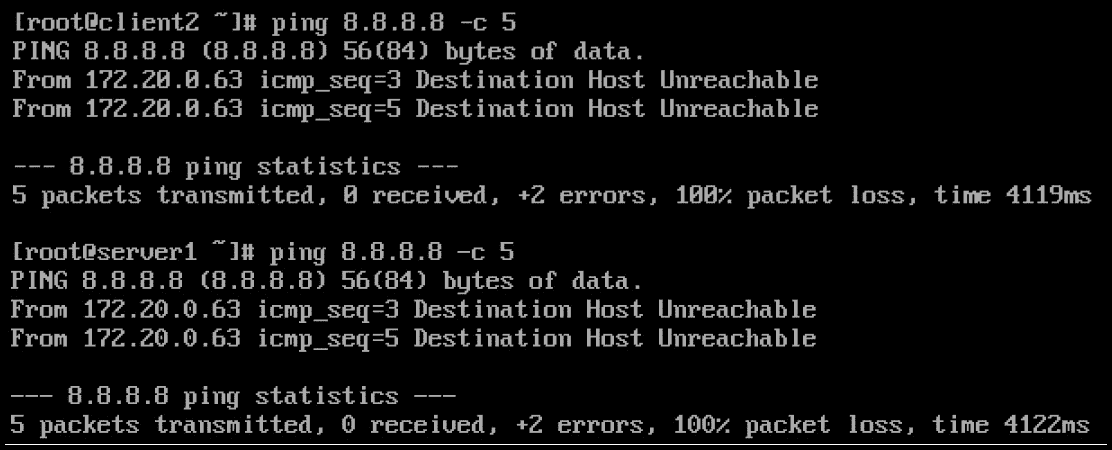 [root@client2 ~]# ping 8.8.8.8 -c 5
PING 8.8.8.8 (8.8.8.8) 56(84) bytes of data.
From 172.20.0.63 icmp_seq=3 Destination Host Unreachable
From 172.20.0.63 icmp_seq=5 Destination Host Unreachable
--- 8.8.8.8 ping statistics ---
5 packets transmitted, 0 received, +2 errors, 100% packet loss, time 4119ms
[root@server1 ~]# ping 8.8.8.8 -c 5
PING 8.8.8.8 (8.8.8.8) 56(84) bytes of data.
From 172.20.0.63 icmp_seq=3 Destination Host Unreachable
From 172.20.0.63 icmp_seq=5 Destination Host Unreachable
--- 8.8.8.8 ping statistics ---
5 packets transmitted, 0 received, +2 errors, 100% packet loss, time 4122ms